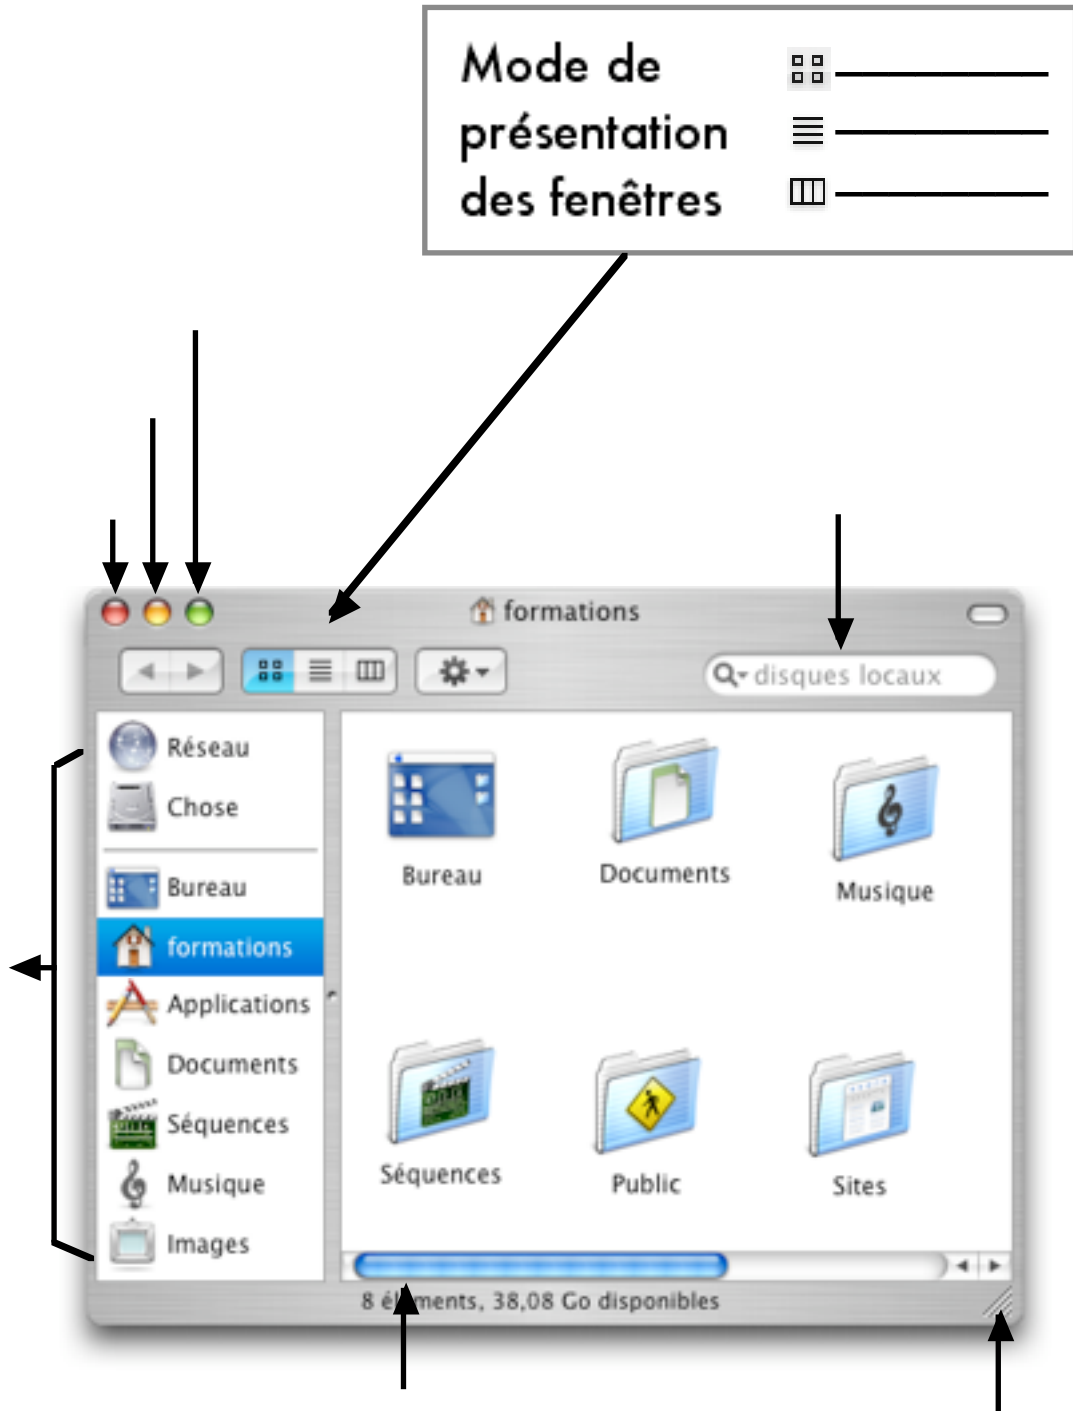 Mode de
présentation
des fenêtres
formations
disques locaux
Réseau
Chose
Bureau
formations
Applications
Documents
Séquences
Musique
Images
Bureau
Documents
Musique
Séquences
Public
Sites
8 éléments, 38,08 Go disponibles